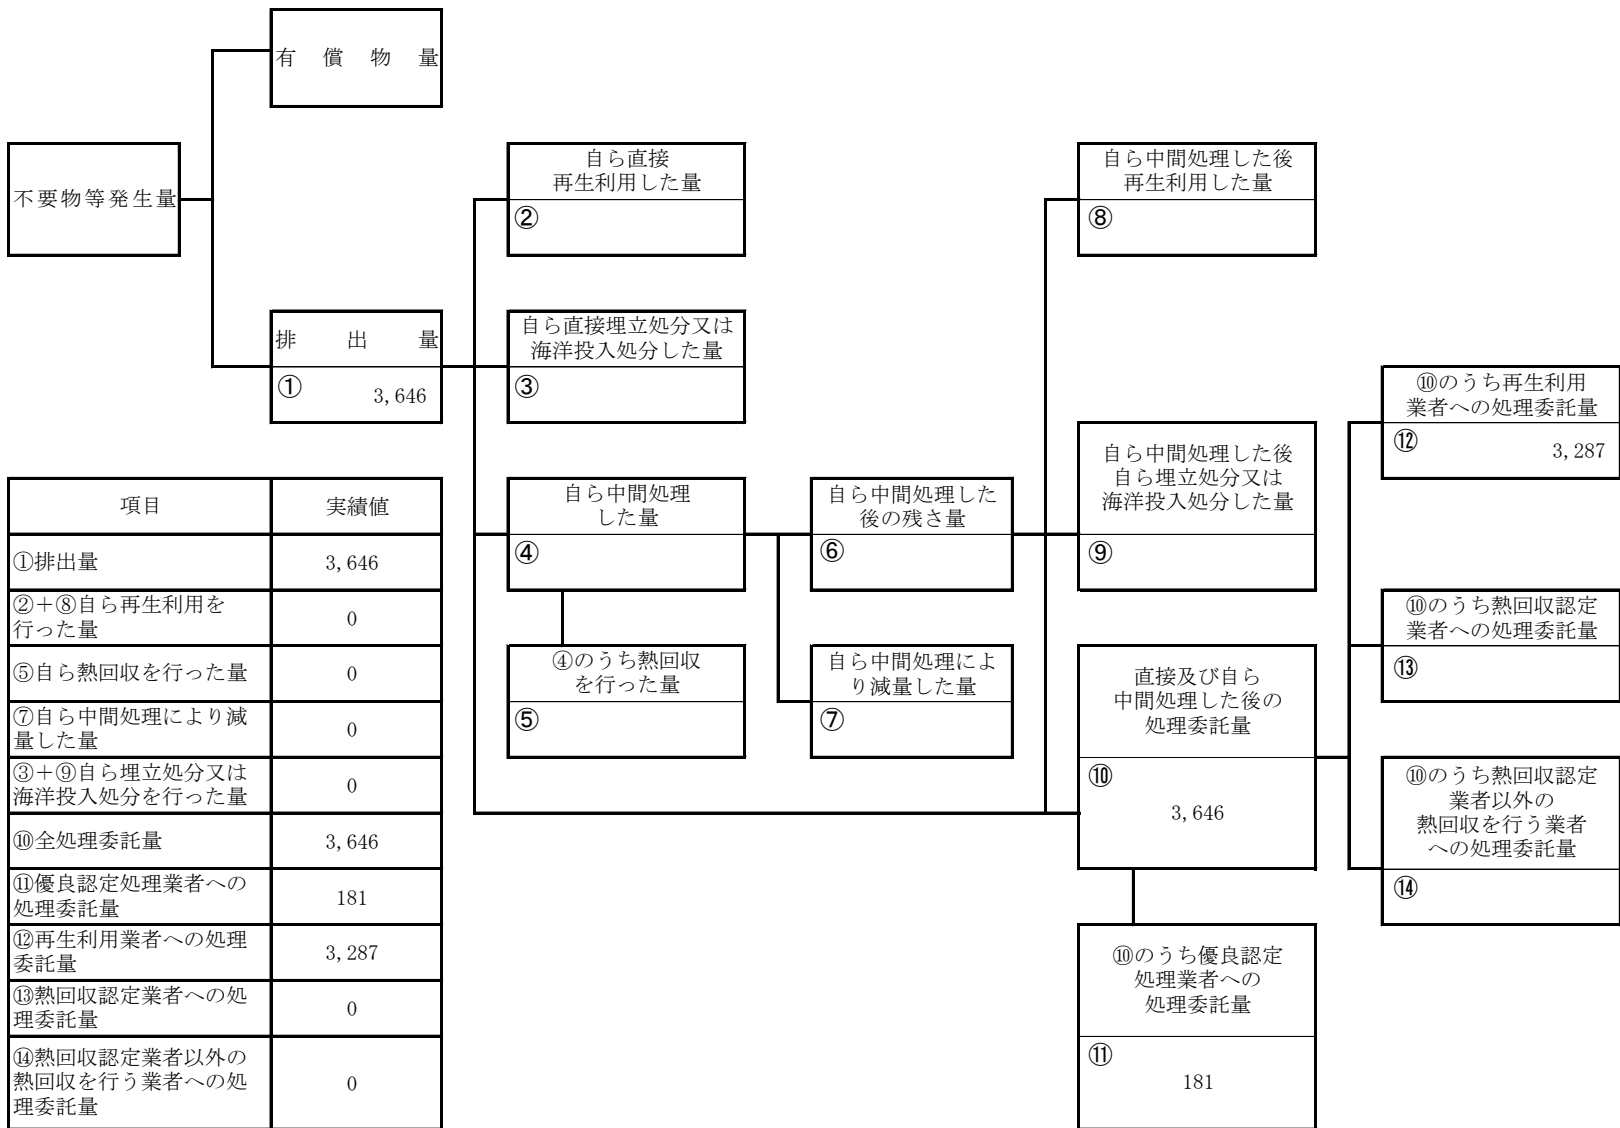 有償物量
不要物等発生量
排出量
①
3,646
自ら直接
再生利用した量
②
自ら直接埋立処分又は
海洋投入処分した量
③
自ら中間処理
した量
④
④のうち熱回収
を行った量
⑤
自ら中間処理した
後の残さ量
⑥
自ら中間処理によ
り減量した量
⑦
自ら中間処理した後
再生利用した量
⑧
自ら中間処理した後
自ら埋立処分又は
海洋投入処分した量
⑨
直接及び自ら
中間処理した後の
処理委託量
⑩
3,646
⑩のうち優良認定
処理業者への
処理委託量
⑪
181
⑩のうち再生利用
業者への処理委託量
⑫
3,287
⑩のうち熱回収認定
業者への処理委託量
⑬
⑩のうち熱回収認定
業者以外の
熱回収を行う業者
への処理委託量
⑭
項目 実績値
①排出量 3,646
②+⑧自ら再生利用を
行った量 0
⑤自ら熱回収を行った量 0
⑦自ら中間処理により減
量した量 0
③+⑨自ら埋立処分又は
海洋投入処分を行った量 0
⑩全処理委託量 3,646
⑪優良認定処理業者への
処理委託量 181
⑫再生利用業者への処理
委託量 3,287
⑬熱回収認定業者への処
理委託量 0
⑭熱回収認定業者以外の
熱回収を行う業者への処 0
理委託量